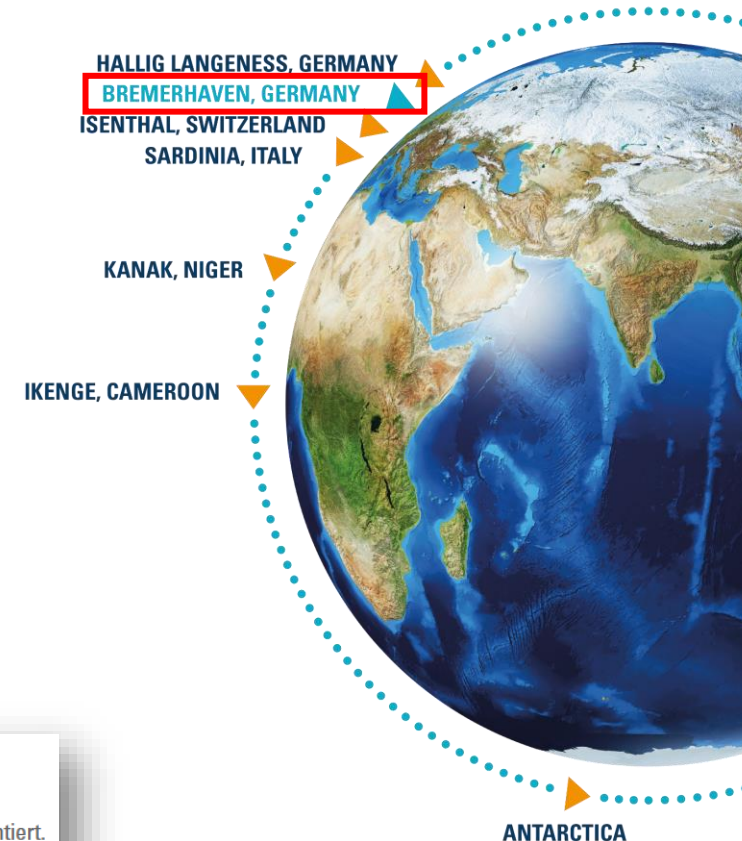 HALLIG LANGENESS, GERMANY
BREMERHAVEN, GERMANY
ISENTHAL, SWITZERLAND
SARDINIA, ITALY
KANAK, NIGER
IKENGE, CAMEROON
ANTARCTICA